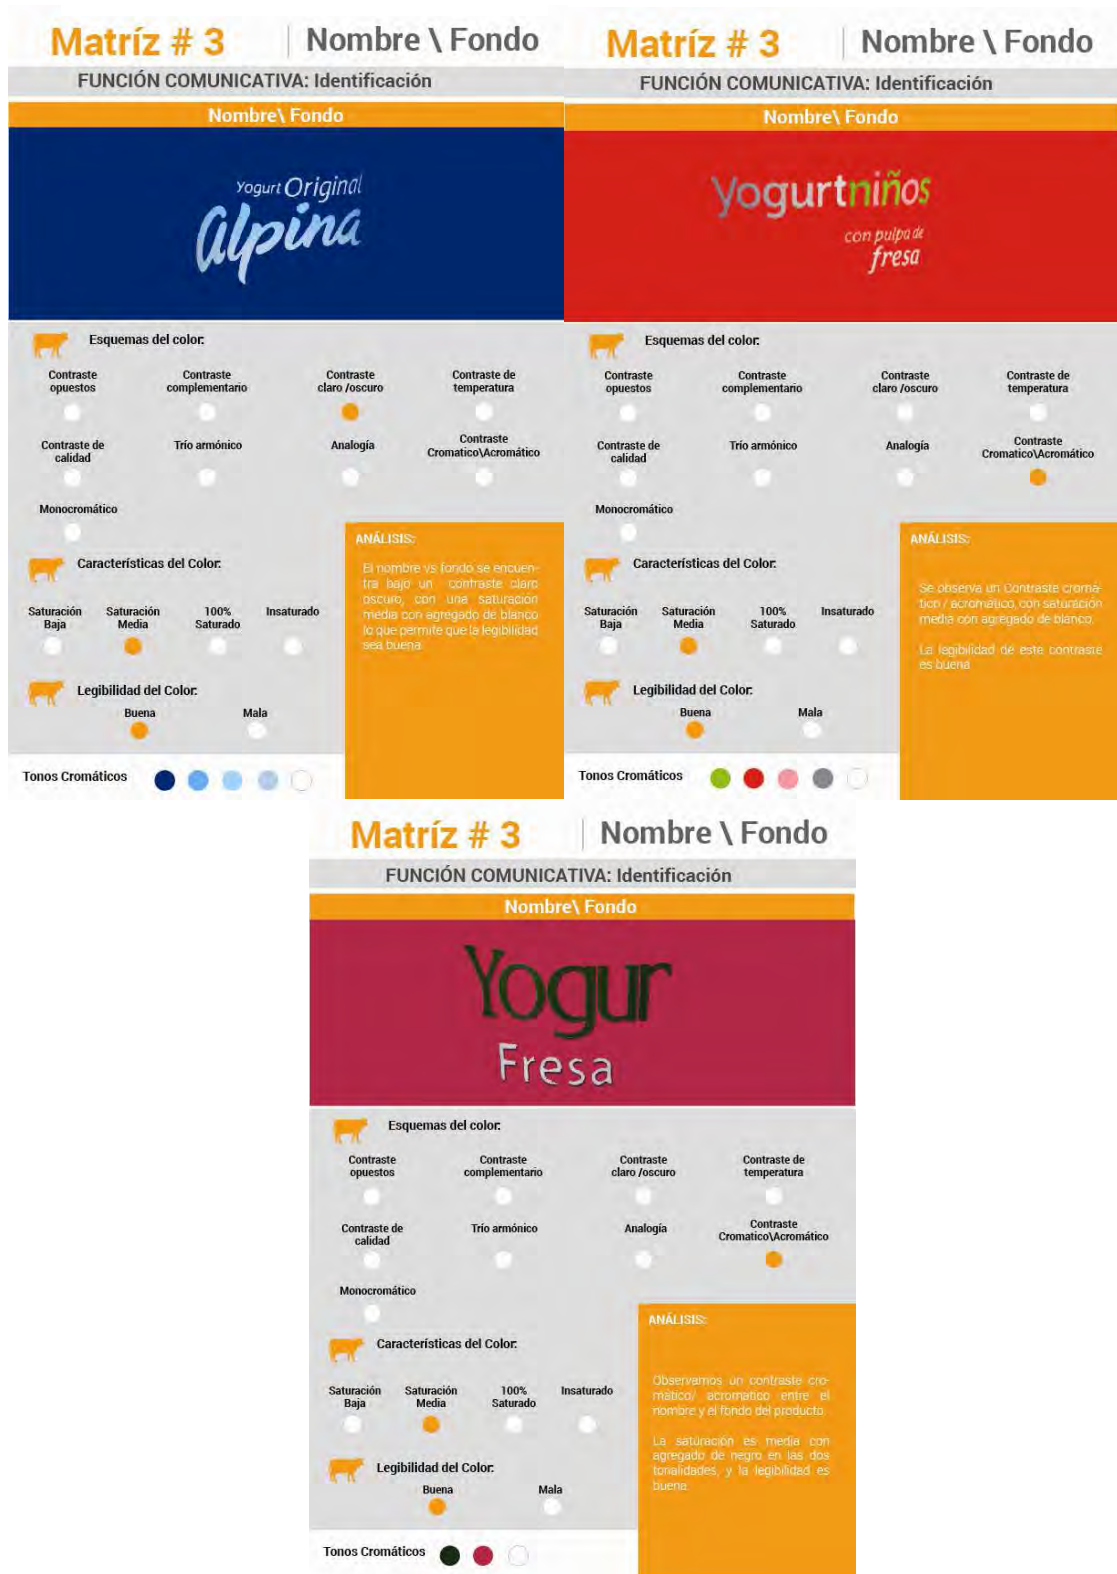 Matríz # 3
Nombre \ Fondo
FUNCIÓN COMUNICATIVA: Identificación
Nombre\ Fondo
Yogurt Original
alpina
Esquemas del color:
Contraste opuestos
Contraste complementario
Contraste claro /oscuro
Contraste de temperatura
Contraste de calidad
Trío armónico
Analogía
Contraste Cromatico\Acromático
Monocromático
Características del Color:
Saturación Baja
Saturación Media
100% Saturado
Insaturado
Legibilidad del Color:
Buena
Mala
Tonos Cromáticos
ANÁLISIS:
El nombre vs fondo se encuen-
tra bajo un contraste claro
oscuro, con una saturación
media con agregado de blanco
lo que permite que la legibilidad
sea buena.
Matríz # 3
Nombre \ Fondo
FUNCIÓN COMUNICATIVA: Identificación
Nombre\ Fondo
Yogurtniños
con pulpa de
fresa
Esquemas del color:
Contraste opuestos
Contraste complementario
Contraste claro /oscuro
Contraste de temperatura
Contraste de calidad
Trío armónico
Analogía
Contraste Cromatico\Acromático
Monocromático
Características del Color:
Saturación Baja
Saturación Media
100% Saturado
Insaturado
Legibilidad del Color:
Buena
Mala
Tonos Cromáticos
ANÁLISIS:
Se observa un Contraste cromá-
tico / acromático, con saturación
media con agregado de blanco.
La legibilidad de este contraste
es buena
Matríz # 3
Nombre \ Fondo
FUNCIÓN COMUNICATIVA: Identificación
Nombre\ Fondo
Yogur
Fresa
Esquemas del color:
Contraste opuestos
Contraste complementario
Contraste claro /oscuro
Contraste de temperatura
Contraste de calidad
Trío armónico
Analogía
Contraste Cromatico\Acromático
Monocromático
Características del Color:
Saturación Baja
Saturación Media
100% Saturado
Insaturado
Legibilidad del Color:
Buena
Mala
Tonos Cromáticos
ANÁLISIS:
Observamos un contraste cro-
mático/ acromatico entre el
nombre y el fondo del producto.
La saturación es media con
agregado de negro en las dos
tonalidades, y la legibilidad es
buena.